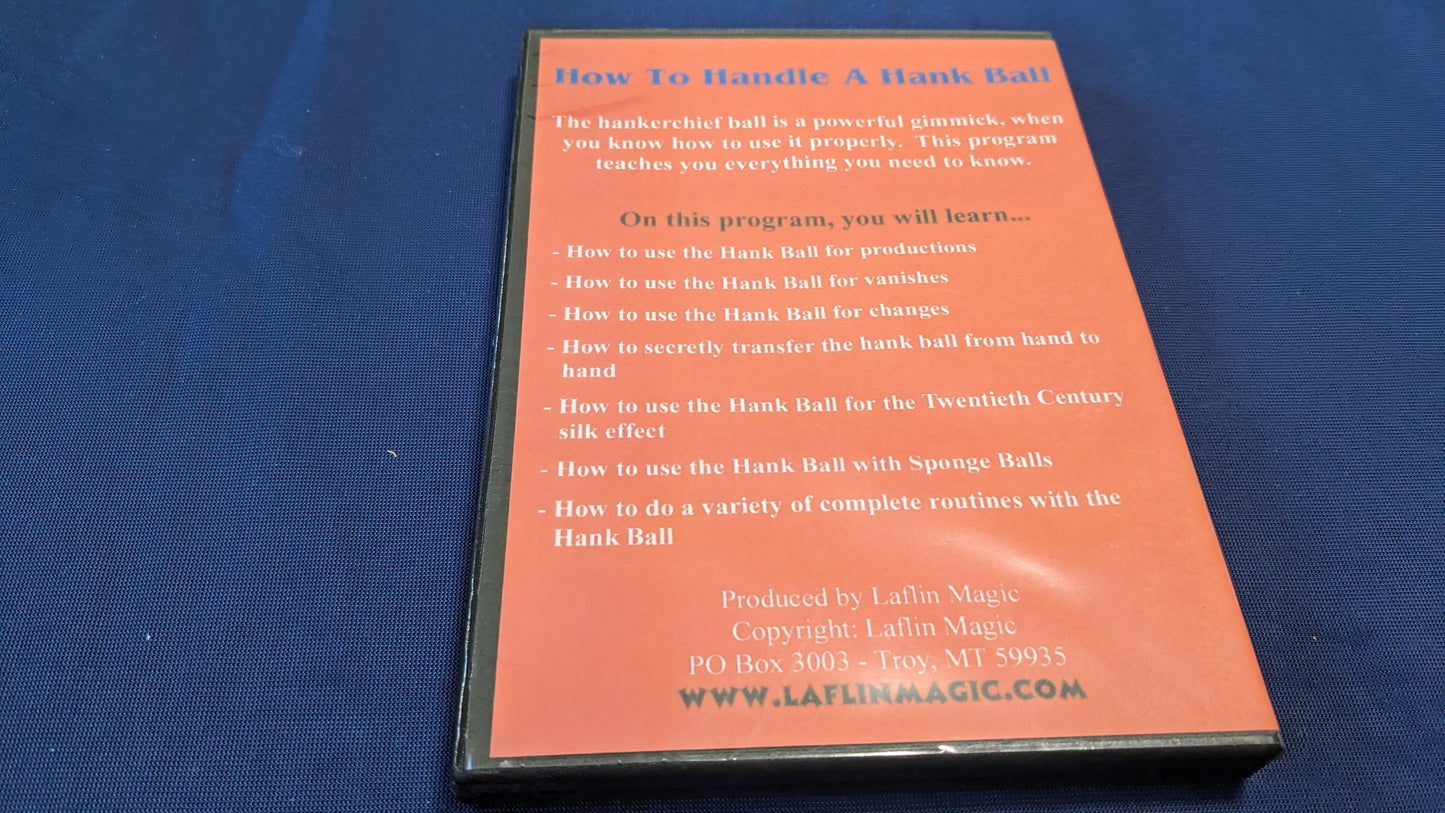 How To Handle A Hank Ball
The hankerchief ball is a powerful gimmick, when
you know how to use it properly. This program
teaches you everything you need to know.
On this program, you will learn...
- How to use the Hank Ball for productions
- How to use the Hank Ball for vanishes
- How to use the Hank Ball for changes
- How to secretly transfer the hank ball from hand to
hand
- How to use the Hank Ball for the Twentieth Century
silk effect
- How to use the Hank Ball with Sponge Balls
- How to do a variety of complete routines with the
Hank Ball
Produced by Laflin Magic
Copyright: Laflin Magic
PO Box 3003 - Troy, MT 59935
WWW.LAFLINMAGIC.COM